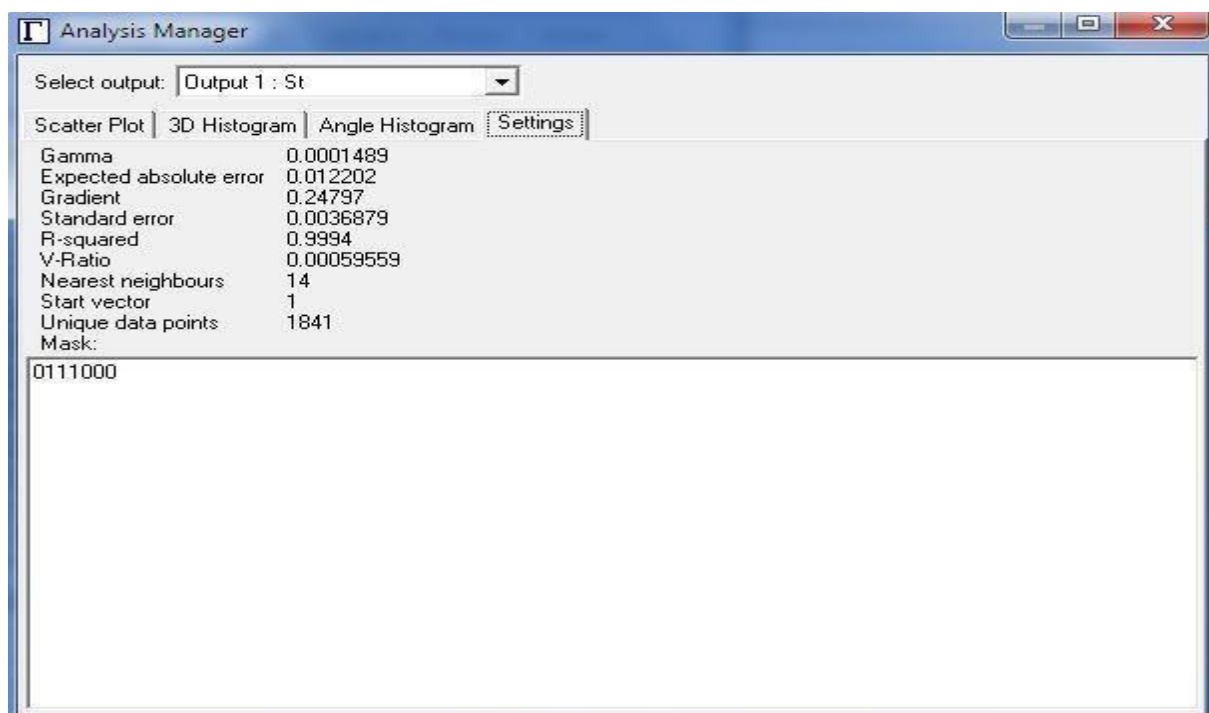 Γ Analysis Manager
Select output: Output 1 : St
Scatter Plot 3D Histogram Angle Histogram Settings
Gamma 0.0001489
Expected absolute error 0.012202
Gradient 0.24797
Standard error 0.0036879
R-squared 0.9994
V-Ratio 0.00059559
Nearest neighbours 14
Start vector 1
Unique data points 1841
Mask:
0111000